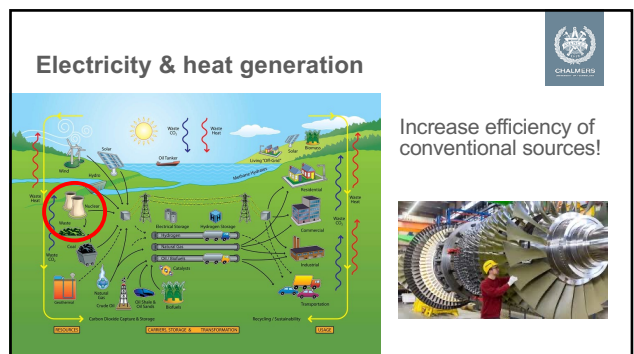 Electricity & heat generation
CHALMERS
Increase efficiency of
conventional sources!
Waste
CO₂
Waste
Heat
Solar
Wind
Oil Tanker
Living "Off-Grid"
Solar
Biomass
Hydro
Methane Hydrates
Residential
Waste
Heat
Nuclear
Waste
Coal
Electrical Storage
Hydrogen Storage
Commercial
Waste
CO₂
Waste
Heat
Hydrogen
Natural Gas
Oil / Biofuels
Waste
CO₂
Catalysts
Industrial
Geothermal
Natural
Gas
Crude Oil
Oil Shale &
Oil Sands
Biofuels
Transportation
Carbon Dioxide Capture & Storage
Recycling / Sustainability
RESOURCES
CARRIERS, STORAGE & TRANSFORMATION
USAGE